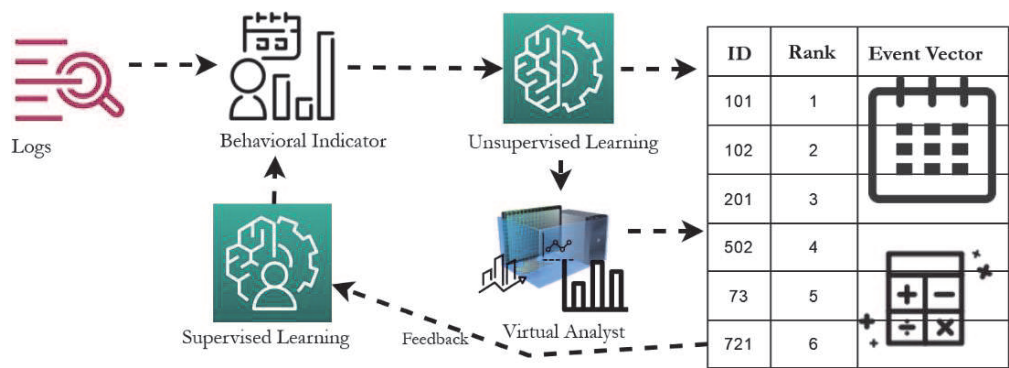 Logs
Behavioral Indicator
Unsupervised Learning
Supervised Learning
Feedback
Virtual Analyst
ID Rank Event Vector
101 1
102 2
201 3
502 4
73 5
721 6